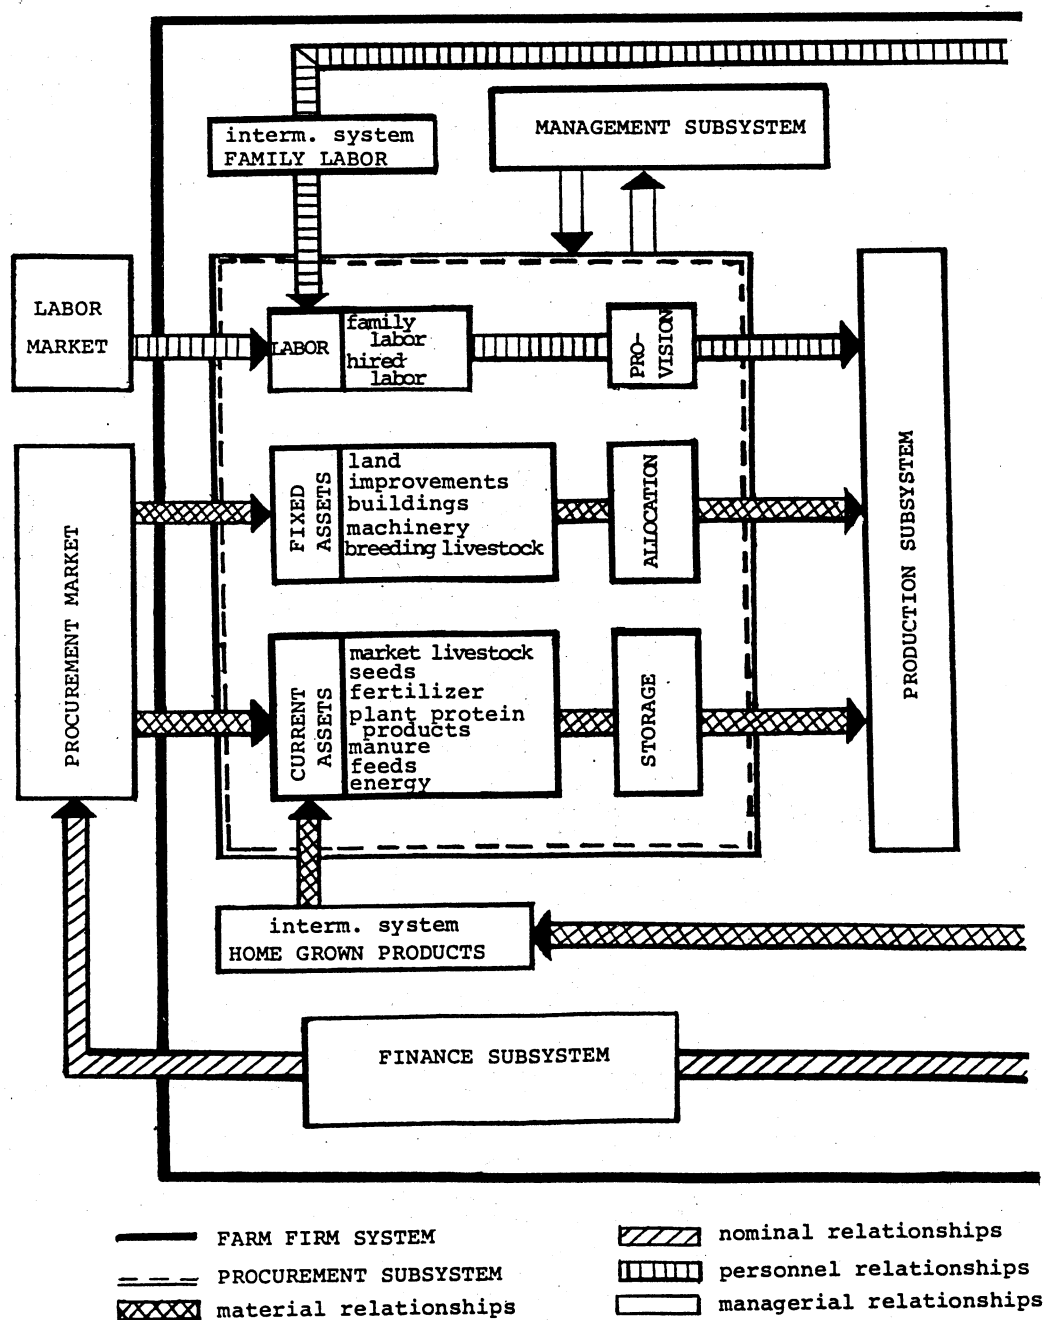 interm. system
FAMILY LABOR
MANAGEMENT SUBSYSTEM
LABOR
MARKET
LABOR
family
labor
hired
labor
PRO-
VISION
PROCUREMENT MARKET
FIXED
ASSETS
land
improvements
buildings
machinery
breeding livestock
ALLOCATION
PRODUCTION SUBSYSTEM
CURRENT
ASSETS
market livestock
seeds
fertilizer
plant protein
products
manure
feeds
energy
STORAGE
interm. system
HOME GROWN PRODUCTS
FINANCE SUBSYSTEM
FARM FIRM SYSTEM
PROCUREMENT SUBSYSTEM
material relationships
nominal relationships
personnel relationships
managerial relationships